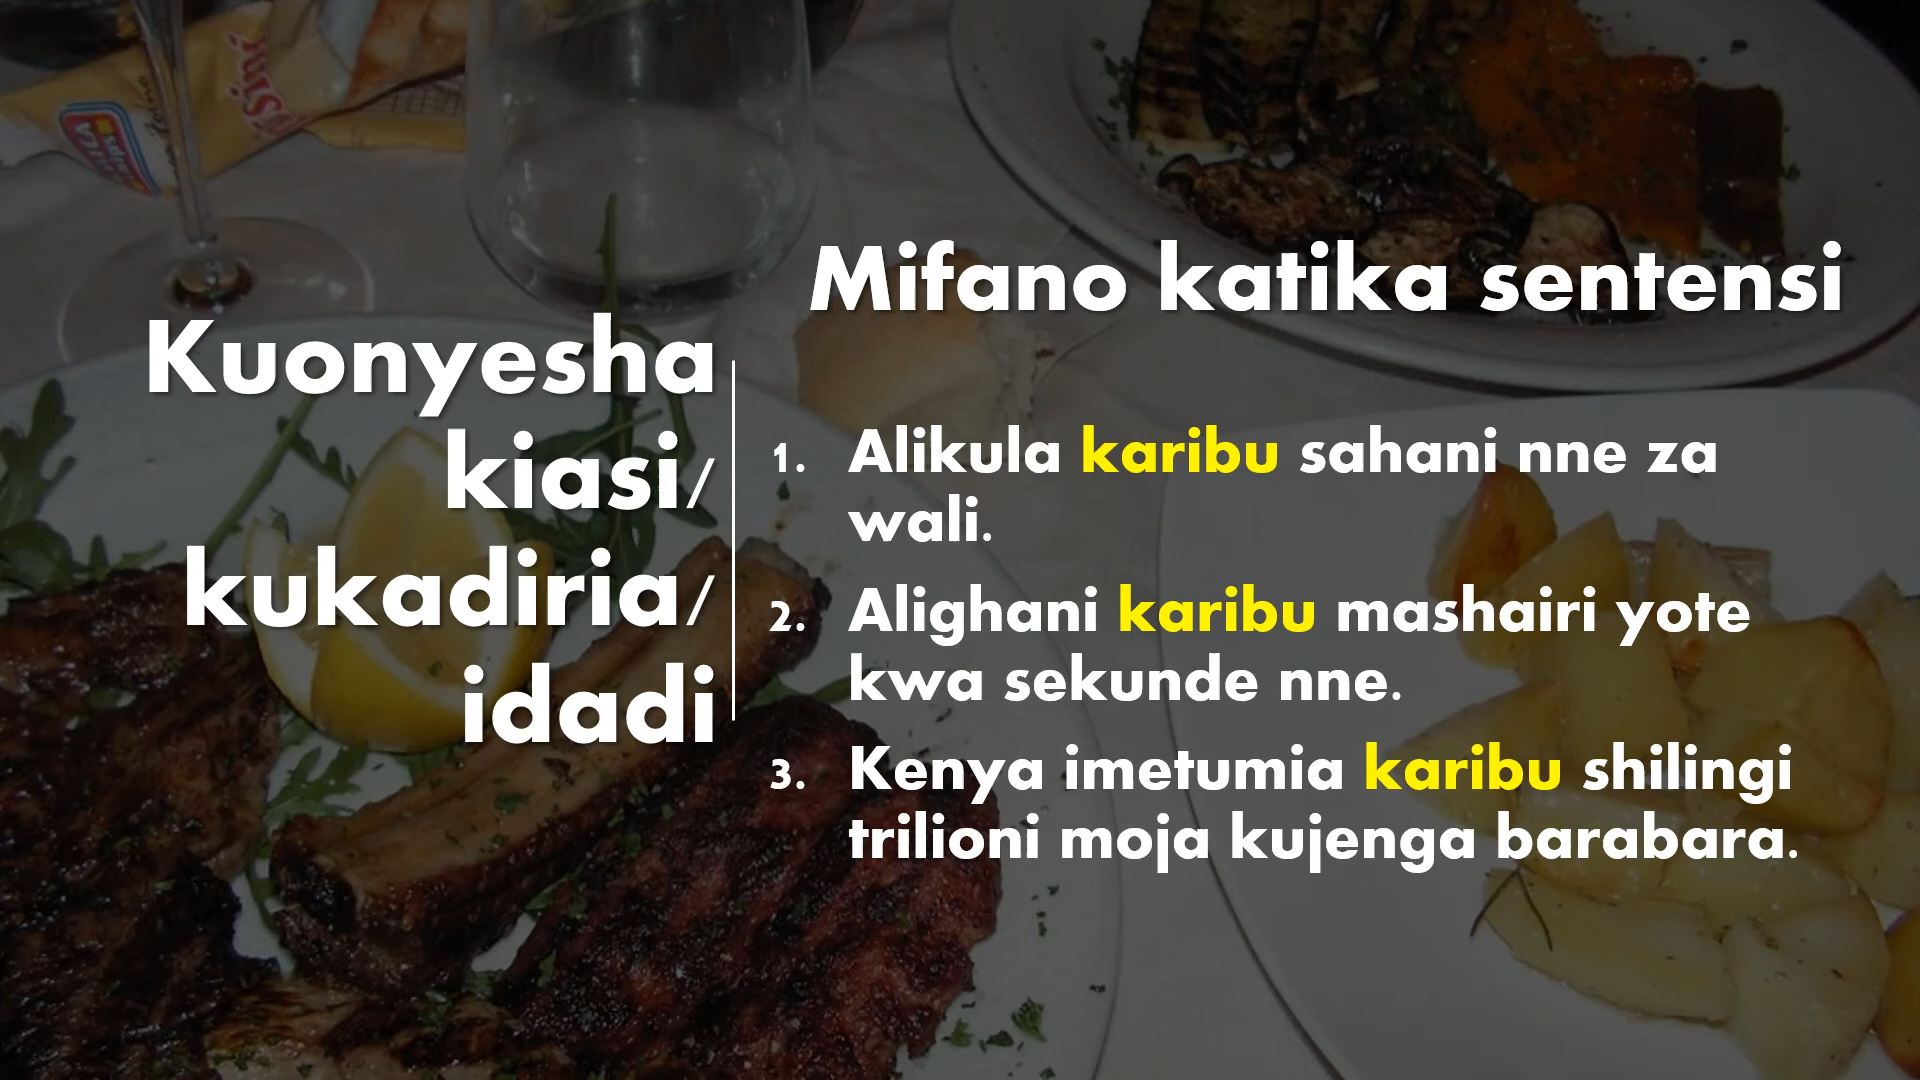 Kuonyesha
kiasi/
kukadiria/
idadi
Mifano katika sentensi
1. Alikula karibu sahani nne za
wali.
2. Alighani karibu mashairi yote
kwa sekunde nne.
3. Kenya imetumia karibu shilingi
trilioni moja kujenga barabara.